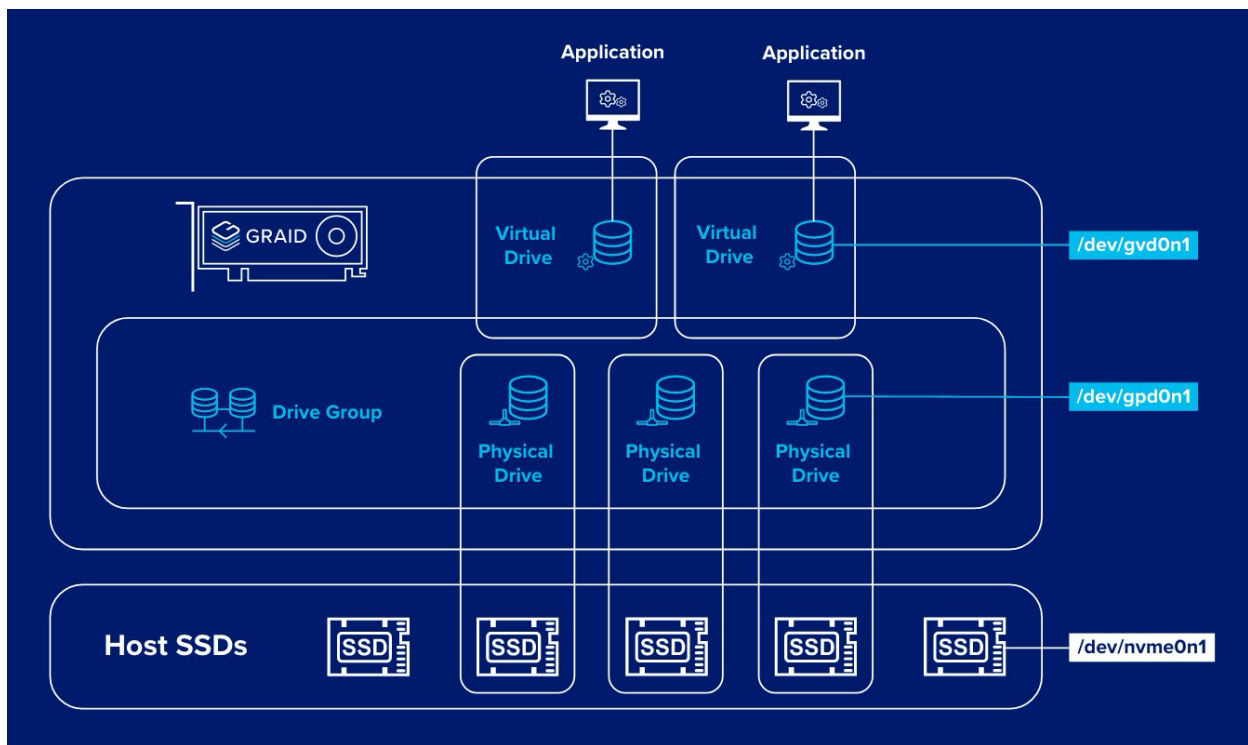 Application
Application
GRAID
Virtual
Drive
Virtual
Drive
/dev/gvd0n1
Drive Group
Physical
Drive
Physical
Drive
Physical
Drive
/dev/gpd0n1
Host SSDs
SSD
SSD
SSD
SSD
SSD
/dev/nvme0n1